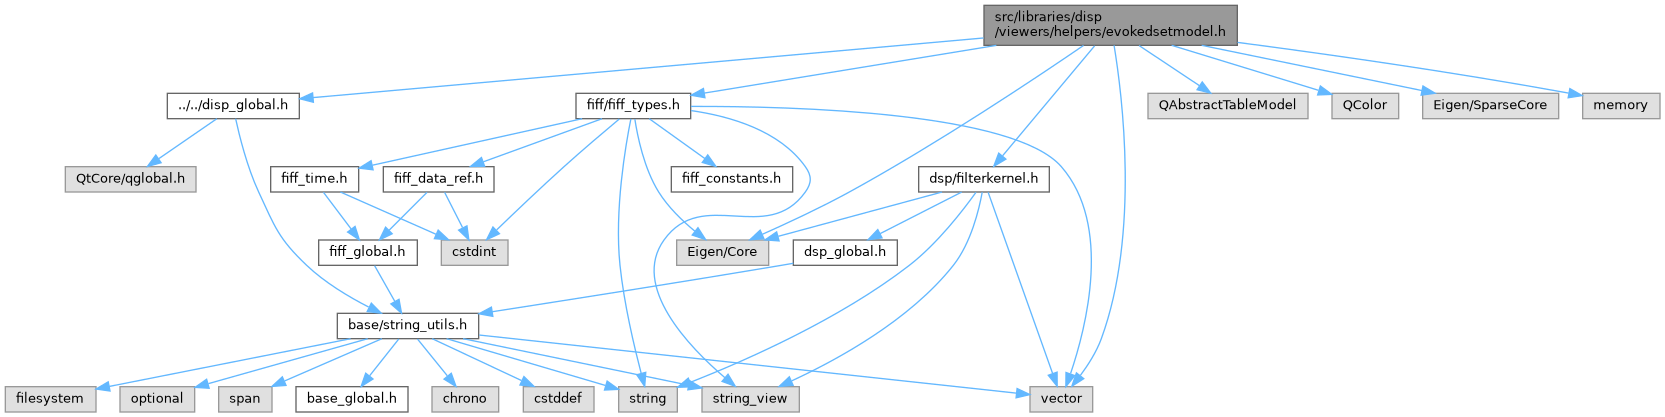 src/libraries/disp
/viewers/helpers/evokedsetmodel.h
../../disp_global.h
fiff/fiff_types.h
QAbstractTableModel
QColor
Eigen/SparseCore
memory
QtCore/qglobal.h
fiff_time.h
fiff_data_ref.h
fiff_constants.h
dsp/filterkernel.h
fiff_global.h
cstdint
Eigen/Core
dsp_global.h
base/string_utils.h
filesystem
optional
span
base_global.h
chrono
cstddef
string
string_view
vector